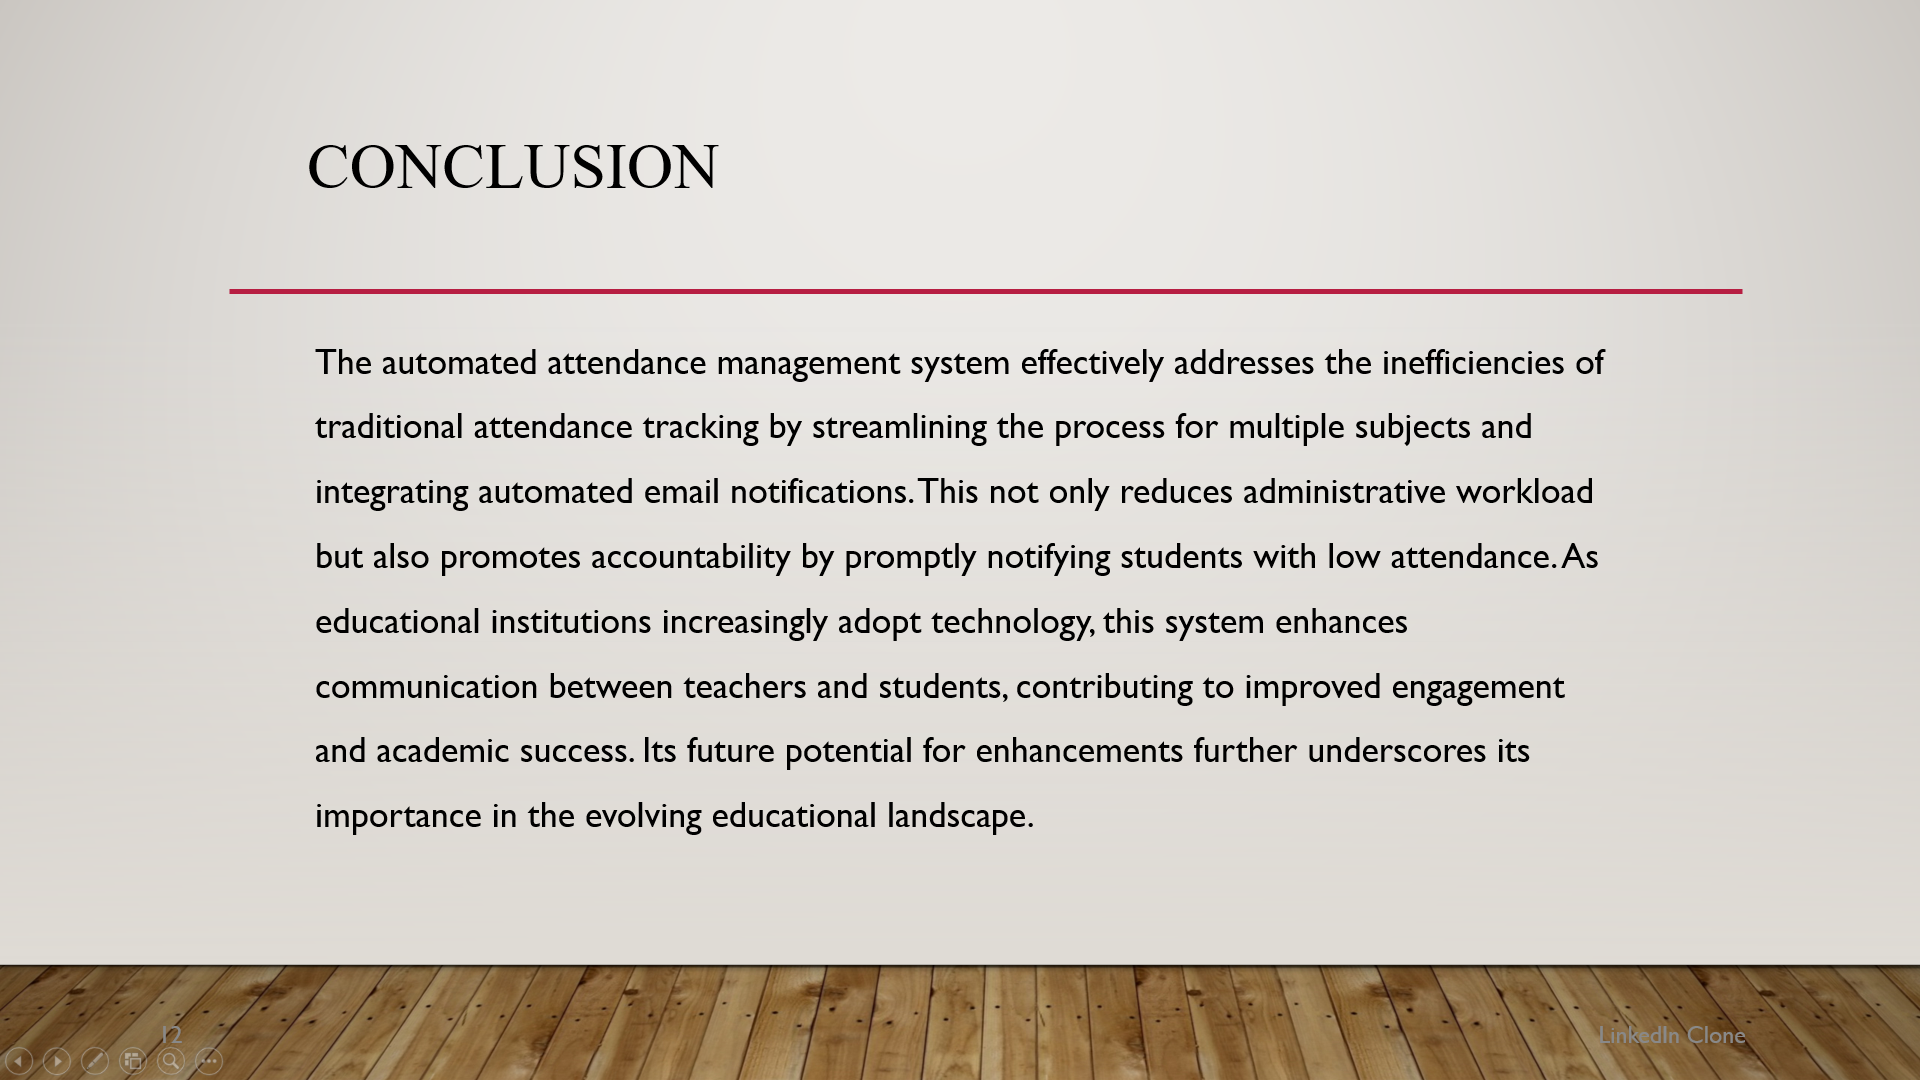 CONCLUSION
The automated attendance management system effectively addresses the inefficiencies of
traditional attendance tracking by streamlining the process for multiple subjects and
integrating automated email notifications. This not only reduces administrative workload
but also promotes accountability by promptly notifying students with low attendance. As
educational institutions increasingly adopt technology, this system enhances
communication between teachers and students, contributing to improved engagement
and academic success. Its future potential for enhancements further underscores its
importance in the evolving educational landscape.
12
LinkedIn Clone